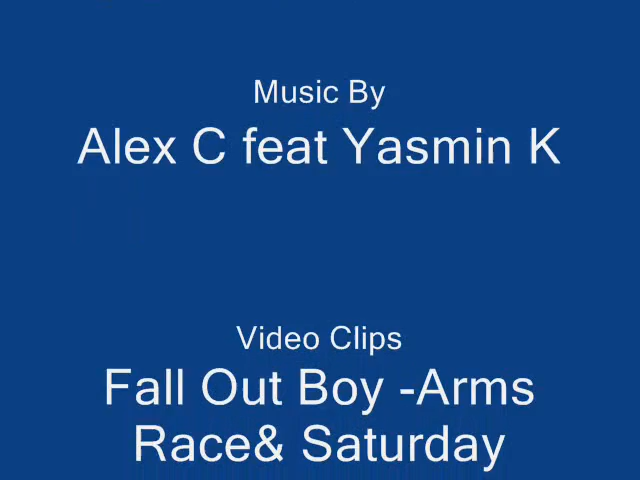 Music By
Alex C feat Yasmin K
Video Clips
Fall Out Boy -Arms
Race& Saturday